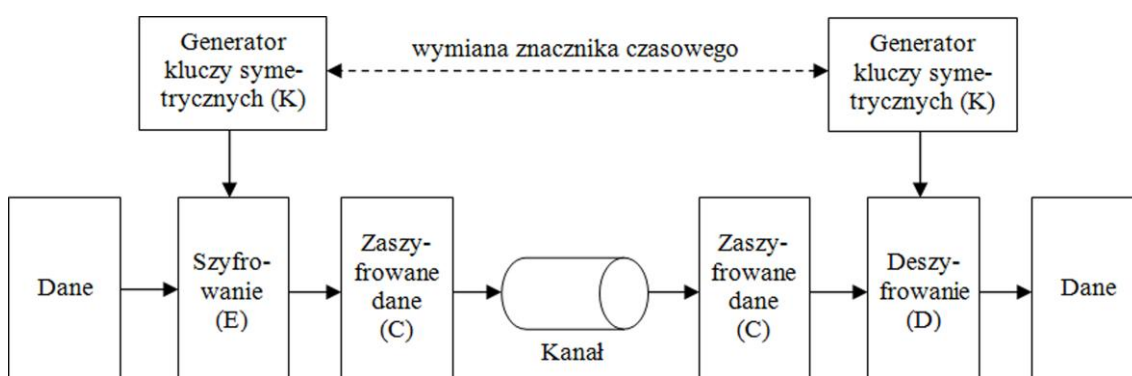 Generator
kluczy syme-
trycznych (K)
wymiana znacznika czasowego
Generator
kluczy syme-
trycznych (K)
Dane
Szyfro-
wanie
(E)
Zaszy-
frowane
dane
(C)
Kanał
Zaszy-
frowane
dane
(C)
Deszy-
frowanie
(D)
Dane